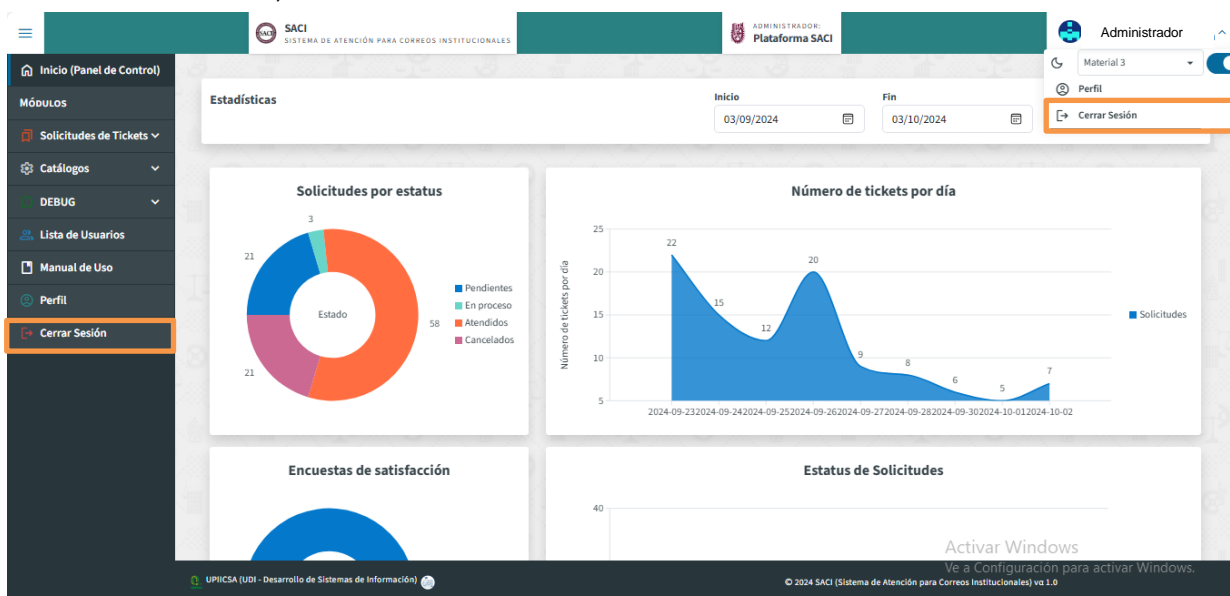 SACI
SISTEMA DE ATENCIÓN PARA CORREOS INSTITUCIONALES
ADMINISTRADOR:
Plataforma SACI
Administrador
Material 3
Perfil
Cerrar Sesión
Inicio (Panel de Control)
MÓDULOS
Solicitudes de Tickets
Catálogos
DEBUG
Lista de Usuarios
Manual de Uso
Perfil
Cerrar Sesión
Estadísticas
Inicio
03/09/2024
Fin
03/10/2024
Solicitudes por estatus
3
21
58
21
Estado
Pendientes
En proceso
Atendidos
Cancelados
Número de tickets por día
Número de tickets por día
25
20
15
10
5
22
15
12
20
9
8
6
5
7
2024-09-23 2024-09-24 2024-09-25 2024-09-26 2024-09-27 2024-09-28 2024-09-30 2024-10-01 2024-10-02
Solicitudes
Encuestas de satisfacción
Estatus de Solicitudes
40
Activar Windows
Ve a Configuración para activar Windows.
UPIICSA (UDI - Desarrollo de Sistemas de Información)
© 2024 SACI (Sistema de Atención para Correos Institucionales) vα 1.0